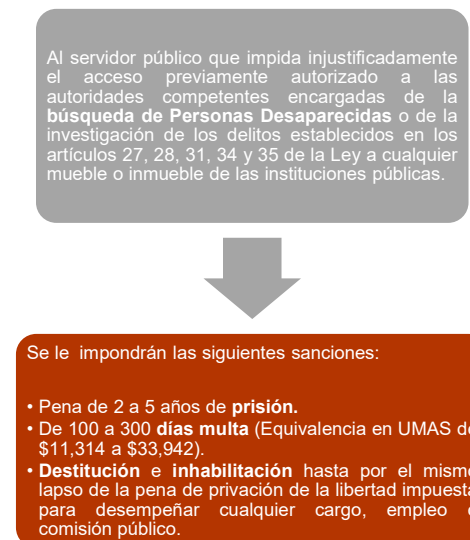 Al servidor público que impida injustificadamente
el acceso previamente autorizado a las
autoridades competentes encargadas de la
búsqueda de Personas Desaparecidas o de la
investigación de los delitos establecidos en los
artículos 27, 28, 31, 34 y 35 de la Ley a cualquier
mueble o inmueble de las instituciones públicas.
Se le impondrán las siguientes sanciones:
• Pena de 2 a 5 años de prisión.
• De 100 a 300 días multa (Equivalencia en UMAS de
$11,314 a $33,942).
• Destitución e inhabilitación hasta por el mismo
lapso de la pena de privación de la libertad impuesta
para desempeñar cualquier cargo, empleo
comisión público.